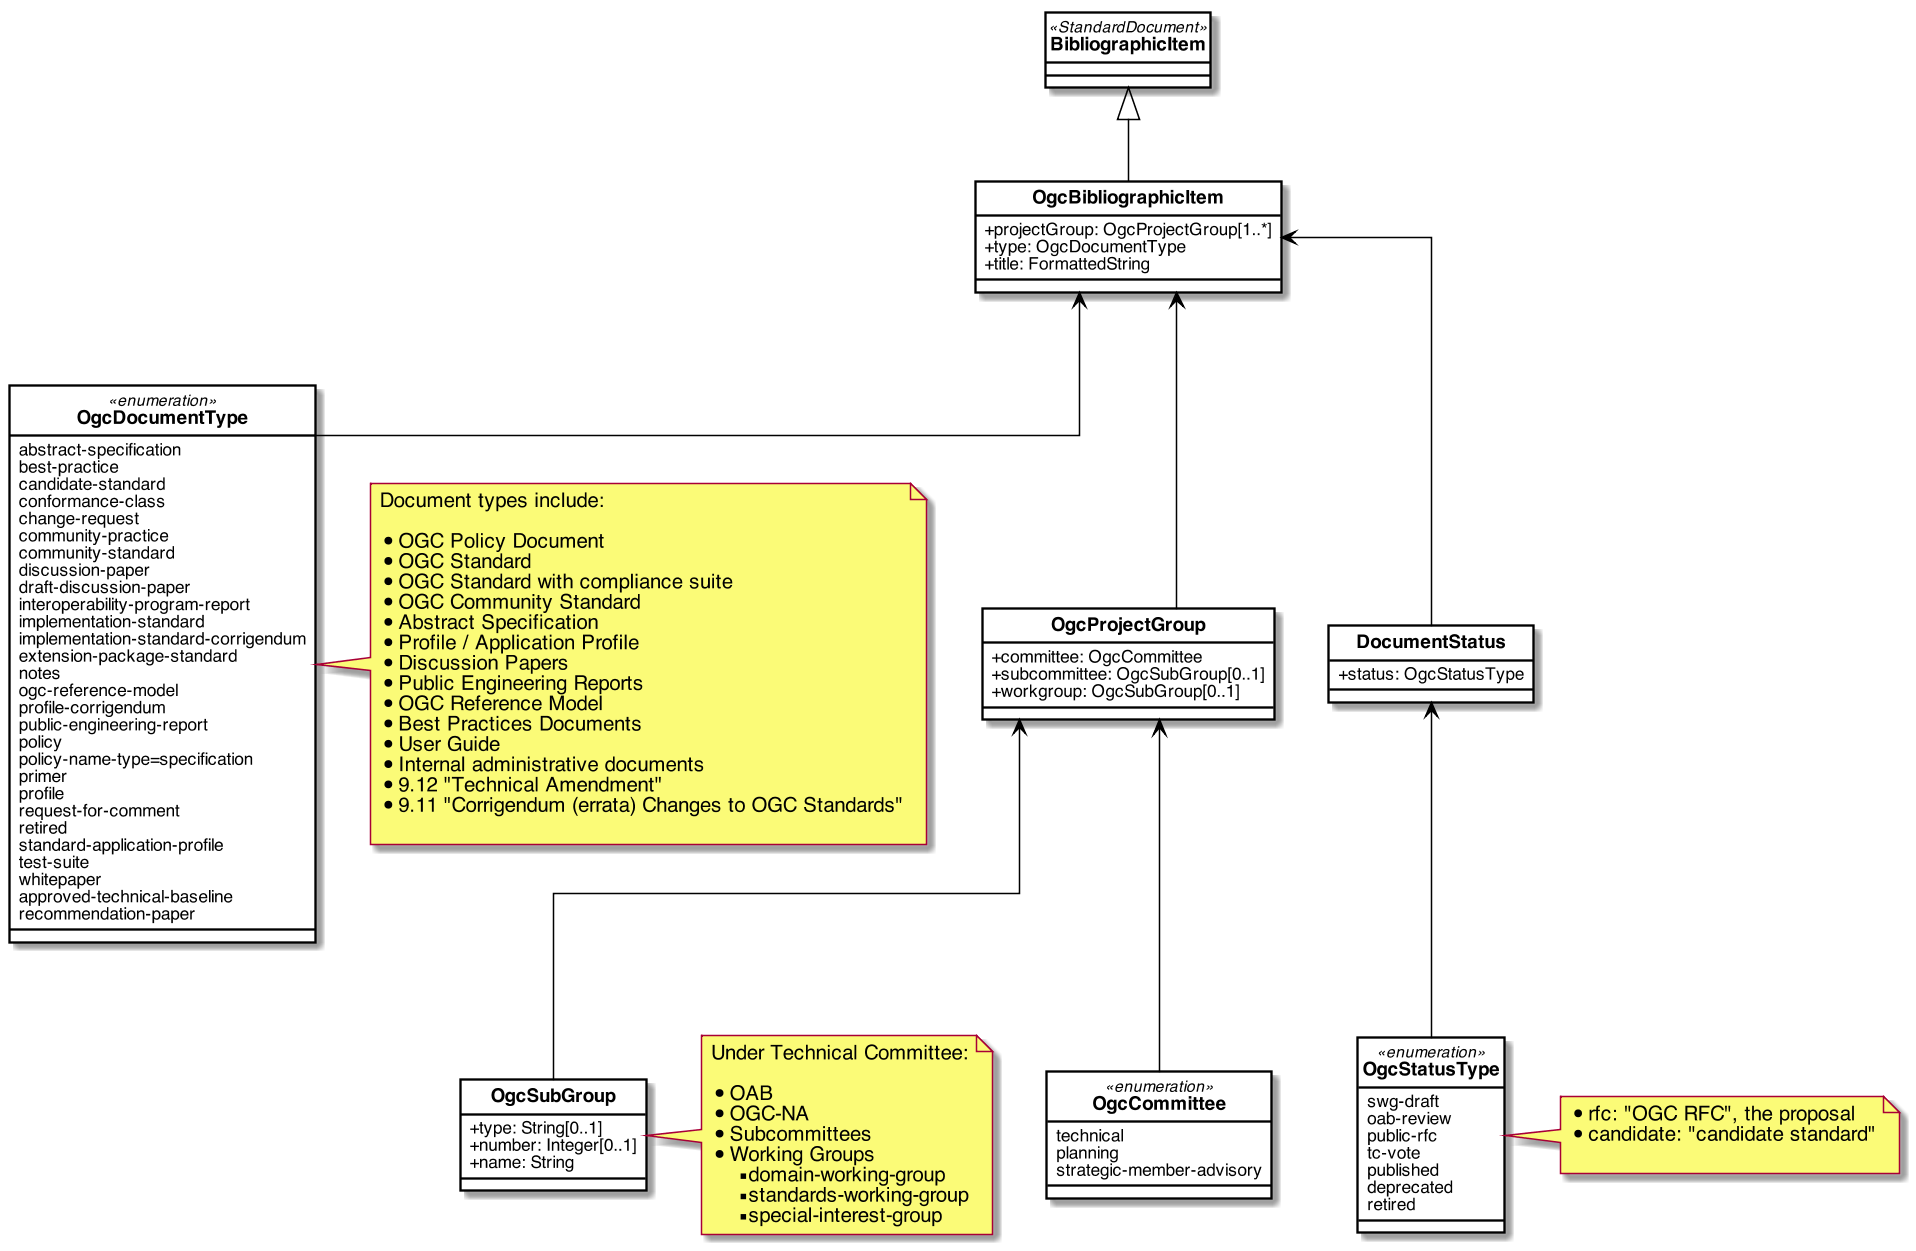 «StandardDocument»
BibliographicItem
OgcBibliographicItem
+projectGroup: OgcProjectGroup[1..*]
+type: OgcDocumentType
+title: FormattedString
«enumeration»
OgcDocumentType
abstract-specification
best-practice
candidate-standard
conformance-class
change-request
community-practice
community-standard
discussion-paper
draft-discussion-paper
interoperability-program-report
implementation-standard
implementation-standard-corrigendum
extension-package-standard
notes
ogc-reference-model
profile-corrigendum
public-engineering-report
policy
policy-name-type=specification
primer
profile
request-for-comment
retired
standard-application-profile
test-suite
whitepaper
approved-technical-baseline
recommendation-paper
Document types include:
• OGC Policy Document
• OGC Standard
• OGC Standard with compliance suite
• OGC Community Standard
• Abstract Specification
• Profile / Application Profile
• Discussion Papers
• Public Engineering Reports
• OGC Reference Model
• Best Practices Documents
• User Guide
• Internal administrative documents
• 9.12 "Technical Amendment"
• 9.11 "Corrigendum (errata) Changes to OGC Standards"
OgcProjectGroup
+committee: OgcCommittee
+subcommittee: OgcSubGroup[0..1]
+workgroup: OgcSubGroup[0..1]
DocumentStatus
+status: OgcStatusType
OgcSubGroup
+type: String[0..1]
+number: Integer[0..1]
+name: String
Under Technical Committee:
• OAB
• OGC-NA
• Subcommittees
• Working Groups
▪ domain-working-group
▪ standards-working-group
▪ special-interest-group
«enumeration»
OgcCommittee
technical
planning
strategic-member-advisory
«enumeration»
OgcStatusType
swg-draft
oab-review
public-rfc
tc-vote
published
deprecated
retired
• rfc: "OGC RFC", the proposal
• candidate: "candidate standard"